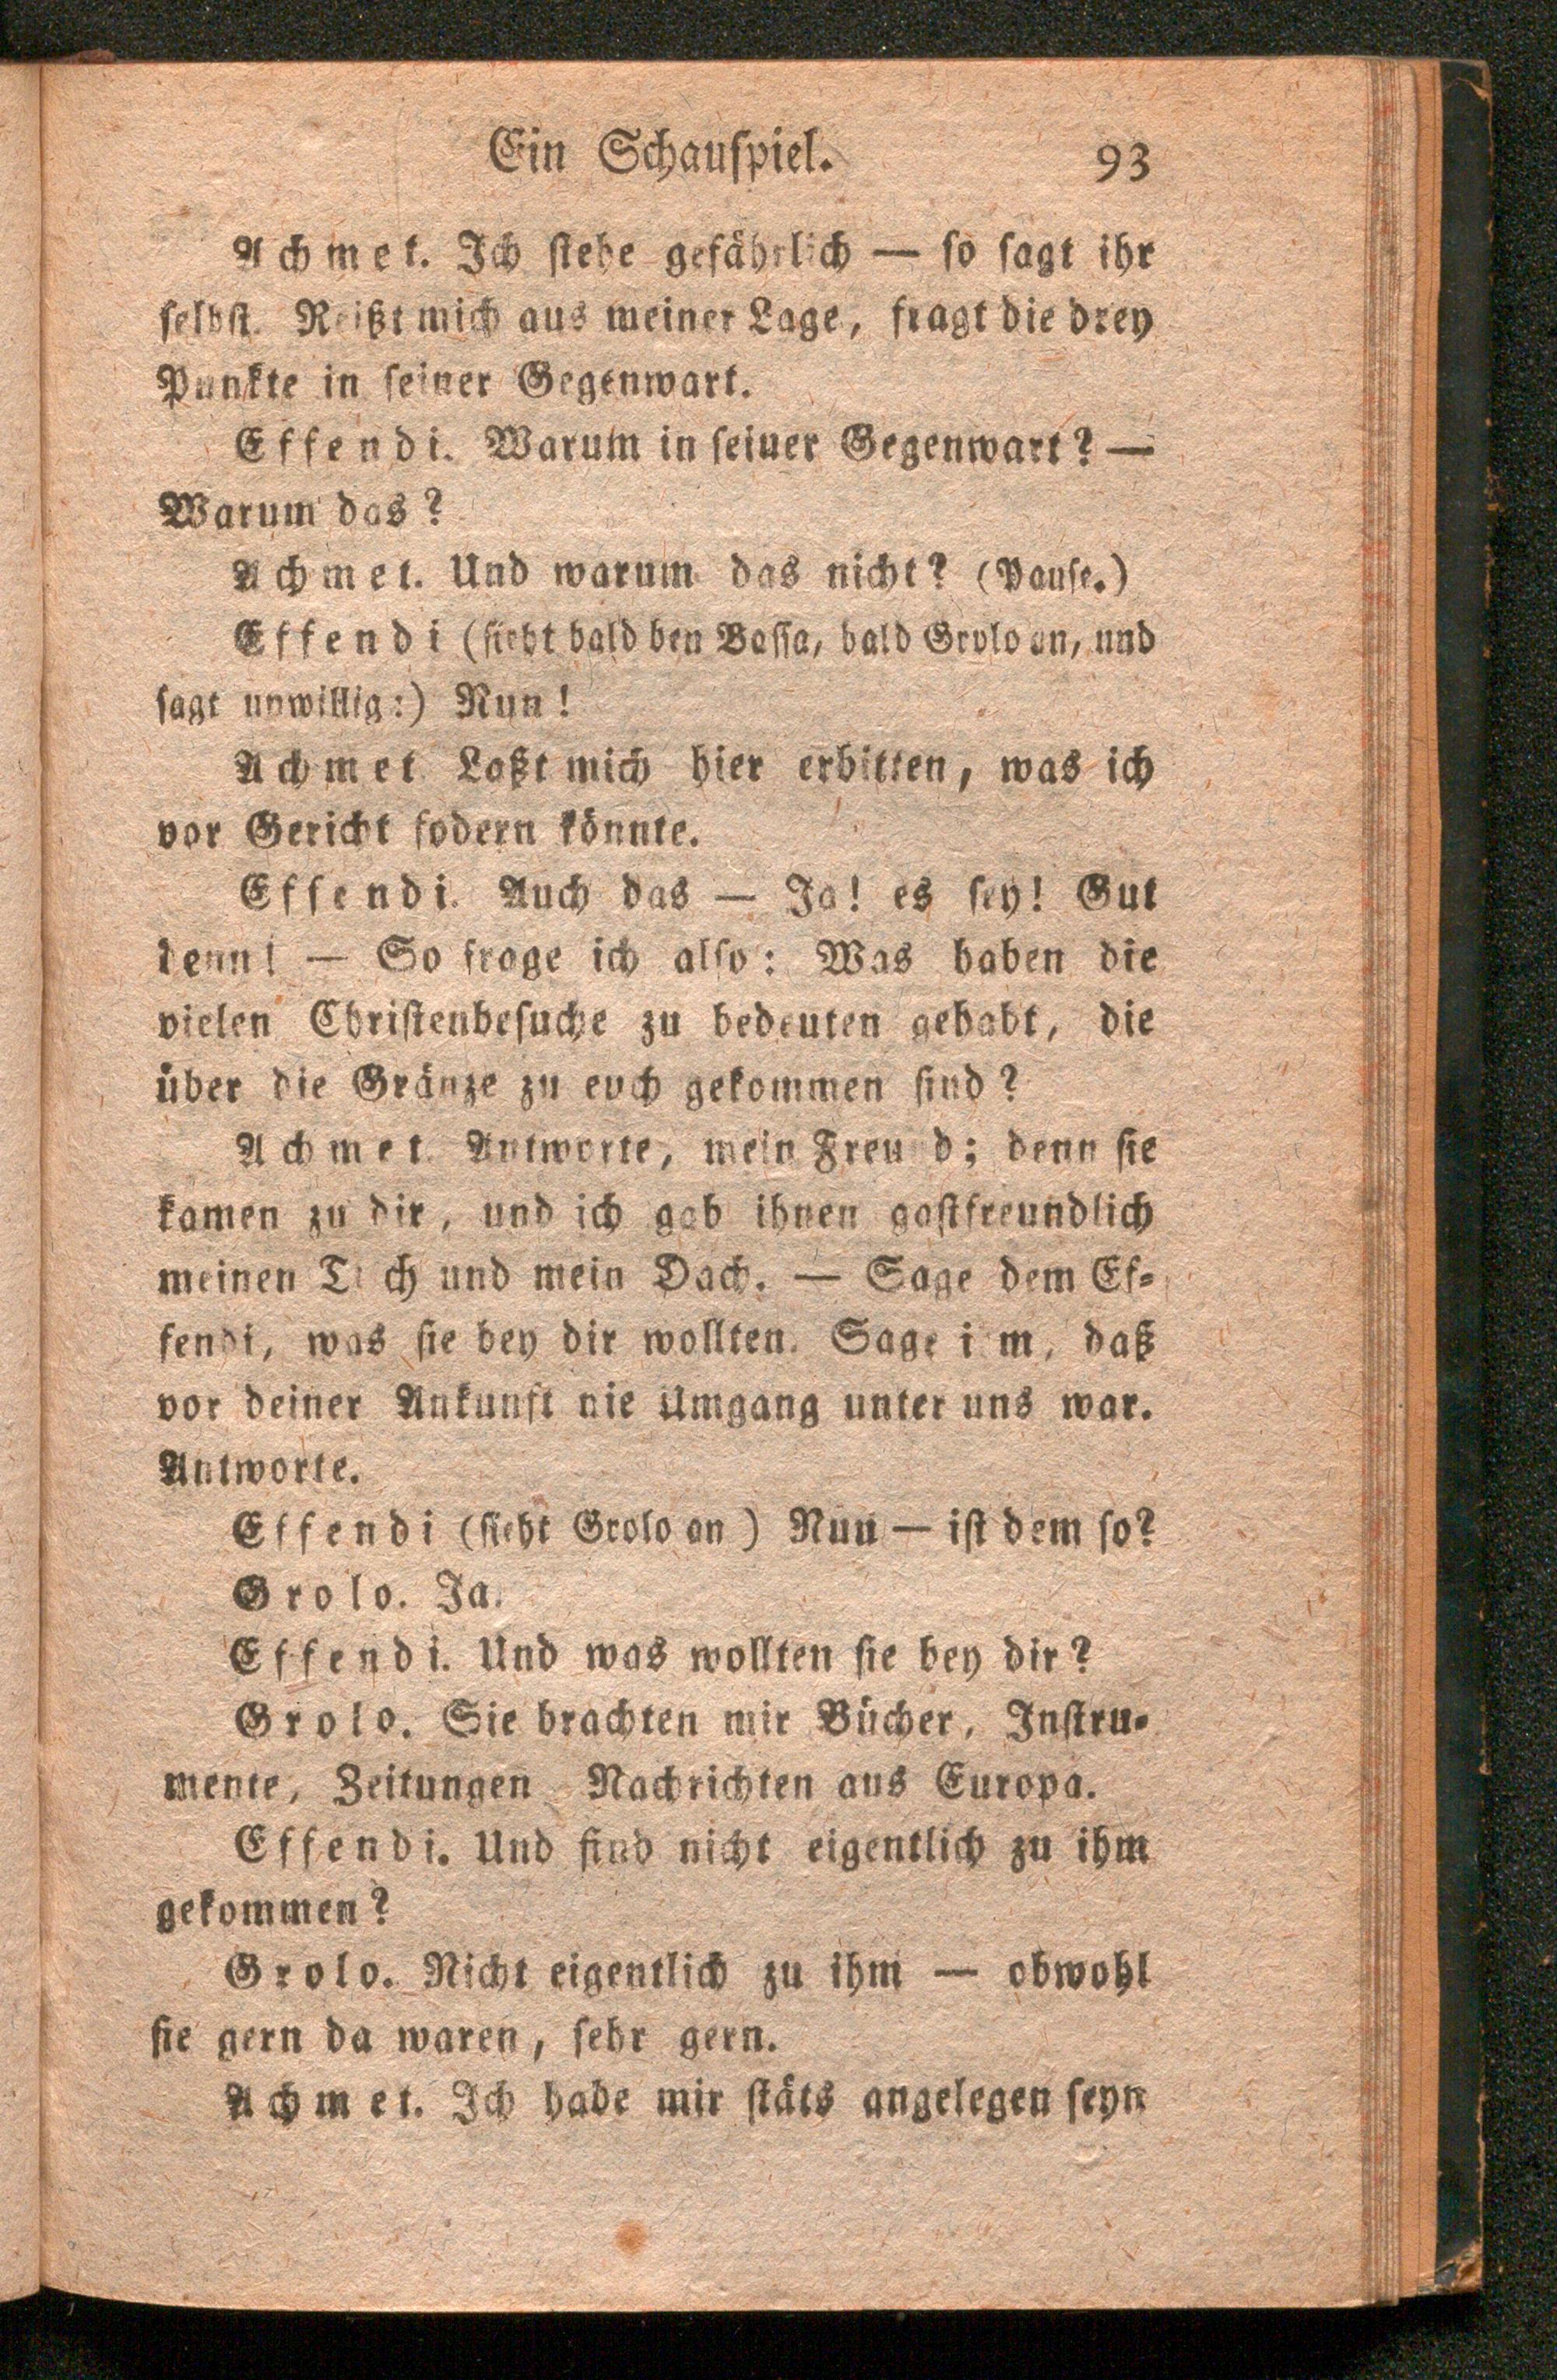 Ein Schauſpiel. 93
Achmet. Ich ſtehe gefährlich — ſo ſagt ihr
ſelbſt. Reißt mich aus meiner Lage, fragt die drey
Punkte in ſeiner Gegenwart.
Effendi. Warum in ſeiner Gegenwart? —
Warum das?
Achmet. Und warum das nicht? (Pauſe.)
Effendi (ſieht bald den Baſſa, bald Grolo an, und
ſagt unwillig:) Nun!
Achmet. Laßt mich hier erbitten, was ich
vor Gericht fodern könnte.
Effendi. Auch das — Ja! es ſey! Gut
denn! — So frage ich alſo: Was haben die
vielen Chriſtenbeſuche zu bedeuten gehabt, die
über die Gränze zu euch gekommen ſind?
Achmet. Antworte, mein Freund; denn ſie
kamen zu dir, und ich gab ihnen gaſtfreundlich
meinen Tiſch und mein Dach. — Sage dem Ef-
fendi, was ſie bey dir wollten. Sage ihm, daß
vor deiner Ankunft nie Umgang unter uns war.
Antworte.
Effendi (ſieht Grolo an) Nun — iſt dem ſo?
Grolo. Ja.
Effendi. Und was wollten ſie bey dir?
Grolo. Sie brachten mir Bücher, Inſtru-
mente, Zeitungen Nachrichten aus Europa.
Effendi. Und ſind nicht eigentlich zu ihm
gekommen?
Grolo. Nicht eigentlich zu ihm — obwohl
ſie gern da waren, ſehr gern.
Achmet. Ich habe mir ſtäts angelegen ſeyn